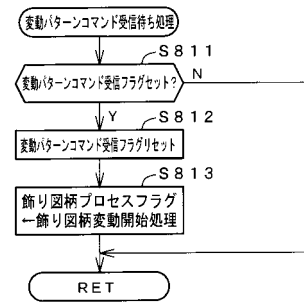 変動パターンコマンド受信待ち処理
S811
変動パターンコマンド受信フラグセット?
N
Y
S812
変動パターンコマンド受信フラグリセット
S813
飾り図柄プロセスフラグ
←飾り図柄変動開始処理
RET